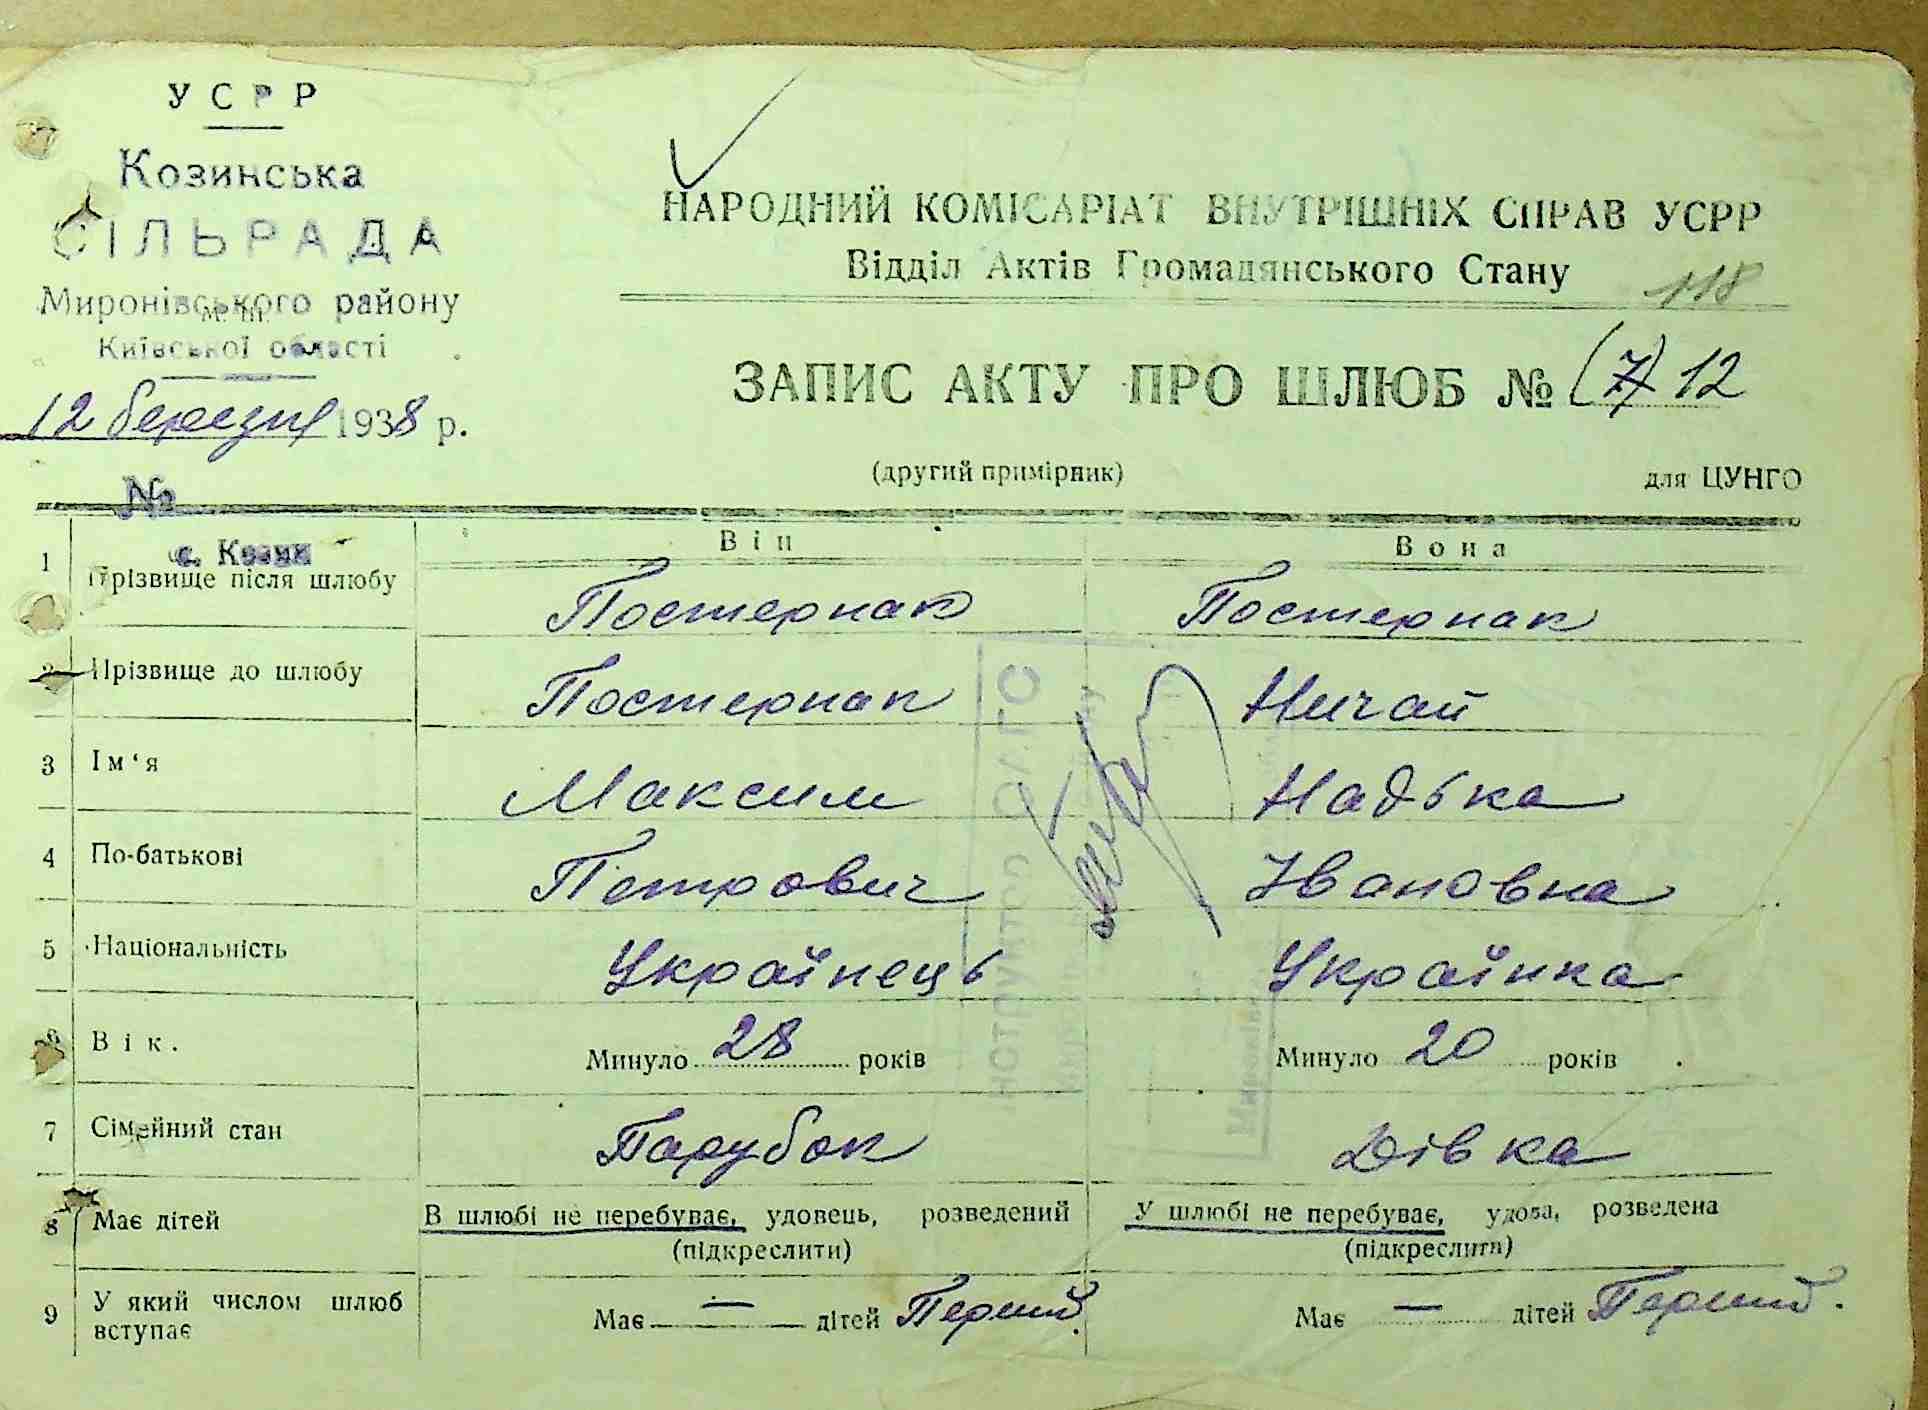 УСРР
Козинська
СІЛЬРАДА
Миронівського району
Київської області
12 березня 1938 р.
№
с. Козин
НАРОДНИЙ КОМІСАРІАТ ВНУТРІШНІХ СПРАВ УСРР
Відділ Актів Громадянського Стану
118
ЗАПИС АКТУ ПРО ШЛЮБ № (7) 12
(другий примірник) для ЦУНГО
Він Вона
1 Прізвище після шлюбу Постернак Постернак
2 Прізвище до шлюбу Постернак Ничай
3 Ім‘я Максим Надька
4 По-батькові Петрович Івановна
5 Національність Українець Українка
6 Вік. Минуло 28 років Минуло 20 років
7 Сімейний стан Парубок Дівка
8 Має дітей В шлюбі не перебуває, удовець, розведений У шлюбі не перебуває, удова, розведена
(підкреслити) (підкреслити)
9 У який числом шлюб вступає Має — дітей Перший. Має — дітей Перший.